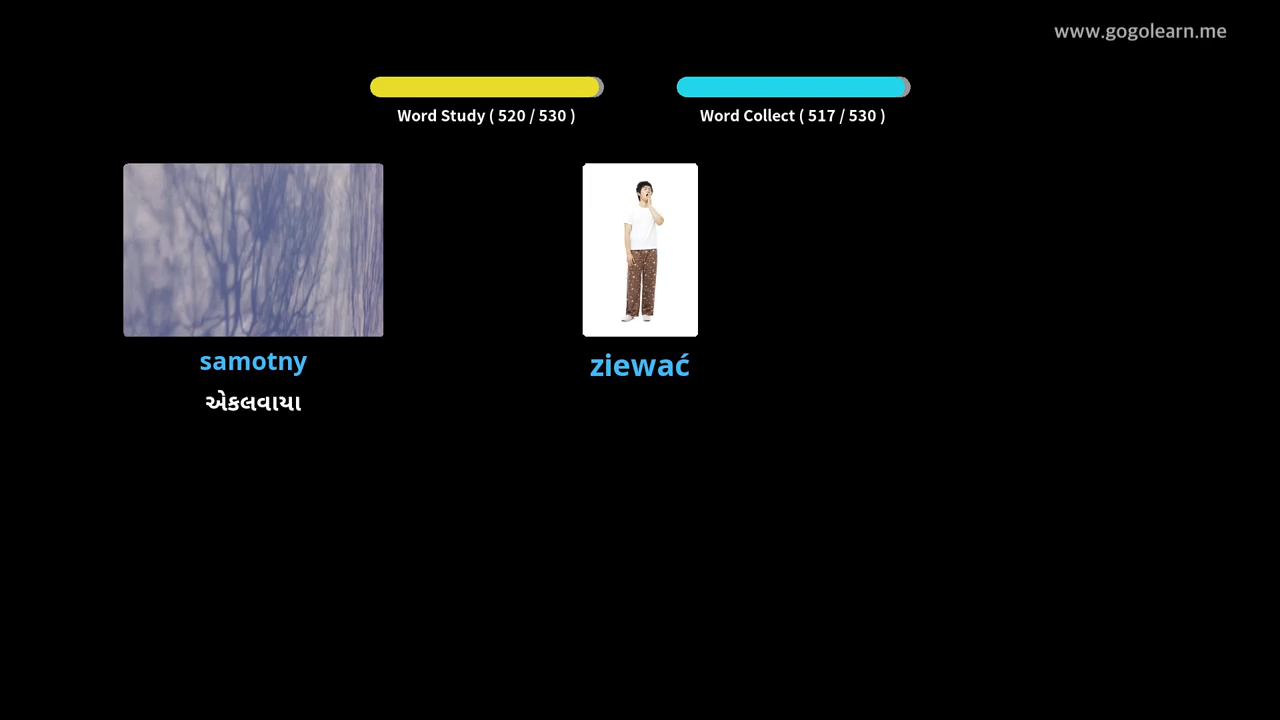 www.gogolearn.me
Word Study ( 520 / 530 )
Word Collect ( 517 / 530 )
samotny
એકલવાયા
ziewać